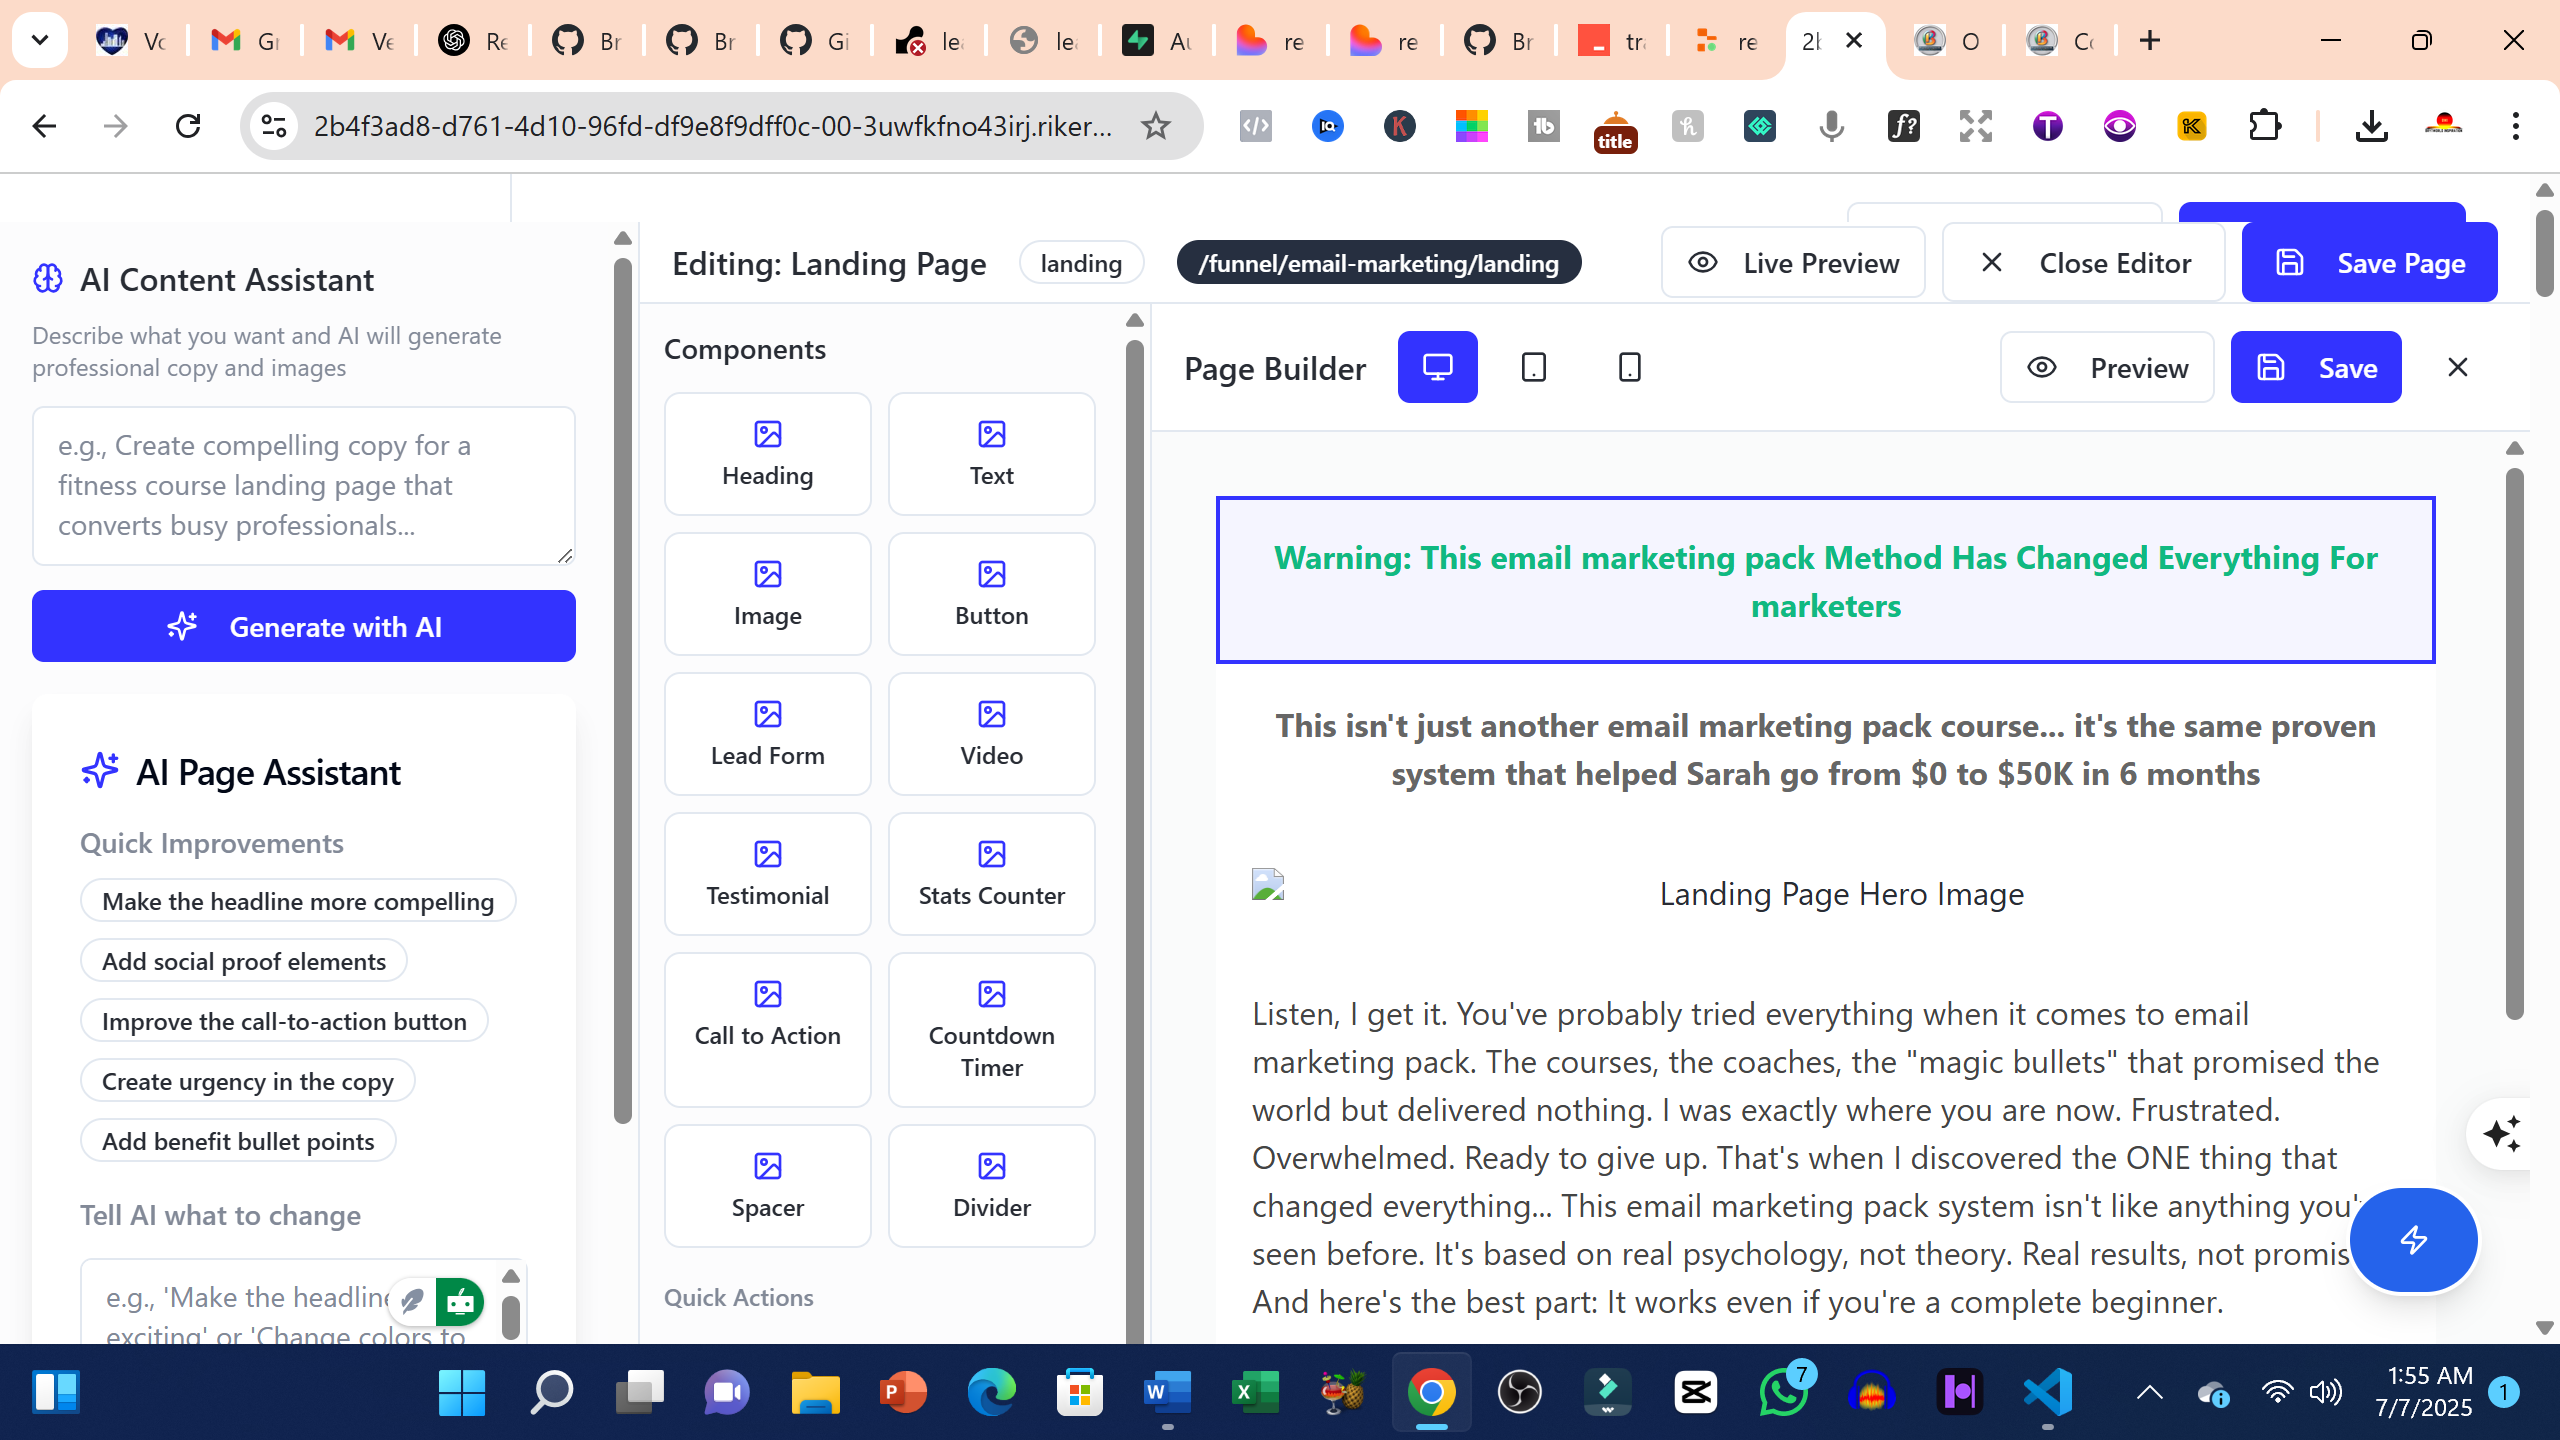 Vo
Gr
Ve
Re
Br
Br
Gi
lea
lea
Au
re
re
Br
tra
re
2b
O
Co
2b4f3ad8-d761-4d10-96fd-df9e8f9dff0c-00-3uwfkfno43irj.riker...
title
AI Content Assistant
Describe what you want and AI will generate
professional copy and images
e.g., Create compelling copy for a
fitness course landing page that
converts busy professionals...
Generate with AI
AI Page Assistant
Quick Improvements
Make the headline more compelling
Add social proof elements
Improve the call-to-action button
Create urgency in the copy
Add benefit bullet points
Tell AI what to change
e.g., 'Make the headline
exciting' or 'Change colors to
Editing: Landing Page
landing
/funnel/email-marketing/landing
Live Preview
Close Editor
Save Page
Components
Heading
Text
Image
Button
Lead Form
Video
Testimonial
Stats Counter
Call to Action
Countdown
Timer
Spacer
Divider
Quick Actions
Page Builder
Preview
Save
Warning: This email marketing pack Method Has Changed Everything For
marketers
This isn't just another email marketing pack course... it's the same proven
system that helped Sarah go from $0 to $50K in 6 months
Landing Page Hero Image
Listen, I get it. You've probably tried everything when it comes to email
marketing pack. The courses, the coaches, the "magic bullets" that promised the
world but delivered nothing. I was exactly where you are now. Frustrated.
Overwhelmed. Ready to give up. That's when I discovered the ONE thing that
changed everything... This email marketing pack system isn't like anything you'v
seen before. It's based on real psychology, not theory. Real results, not promis
And here's the best part: It works even if you're a complete beginner.
7
1:55 AM
7/7/2025
1